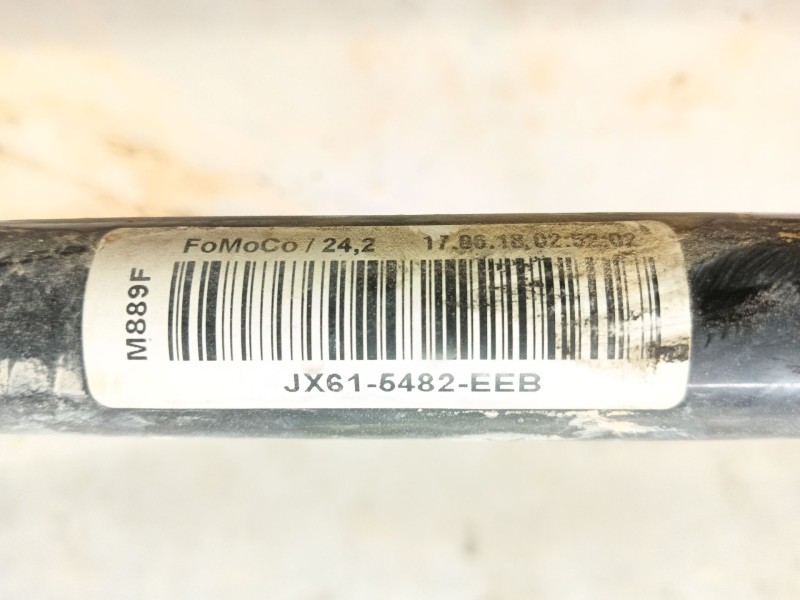 FoMoCo / 24,2 17.06.18,02:52:02
M889F
JX61-5482-EEB